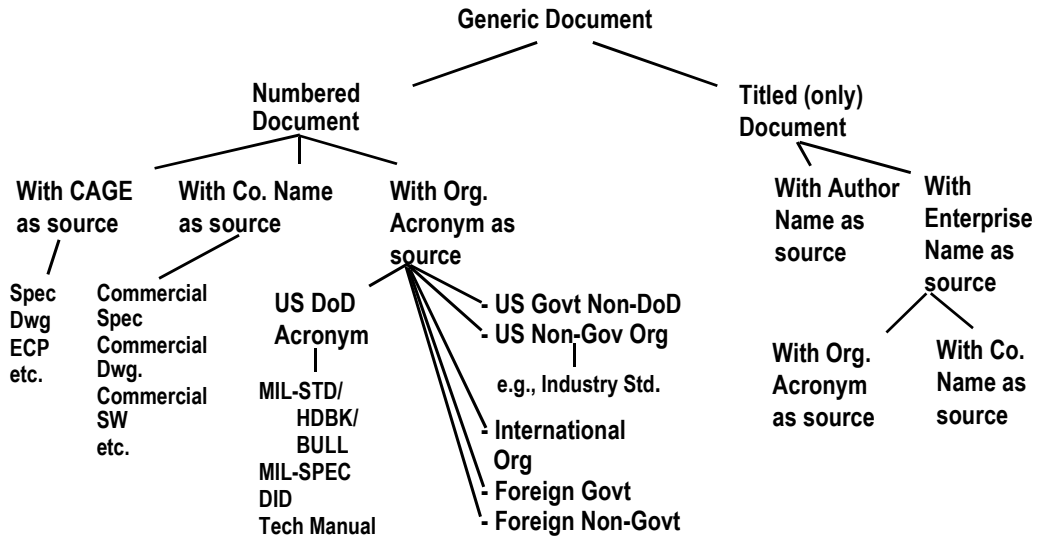 Generic Document
Numbered
Document
Titled (only)
Document
With CAGE
as source
With Co. Name
as source
With Org.
Acronym as
source
With Author
Name as
source
With
Enterprise
Name as
source
Spec
Dwg
ECP
etc.
Commercial
Spec
Commercial
Dwg.
Commercial
SW
etc.
US DoD
Acronym
MIL-STD/
HDBK/
BULL
MIL-SPEC
DID
Tech Manual
- US Govt Non-DoD
- US Non-Gov Org
e.g., Industry Std.
- International
Org
- Foreign Govt
- Foreign Non-Govt
With Org.
Acronym
as source
With Co.
Name as
source